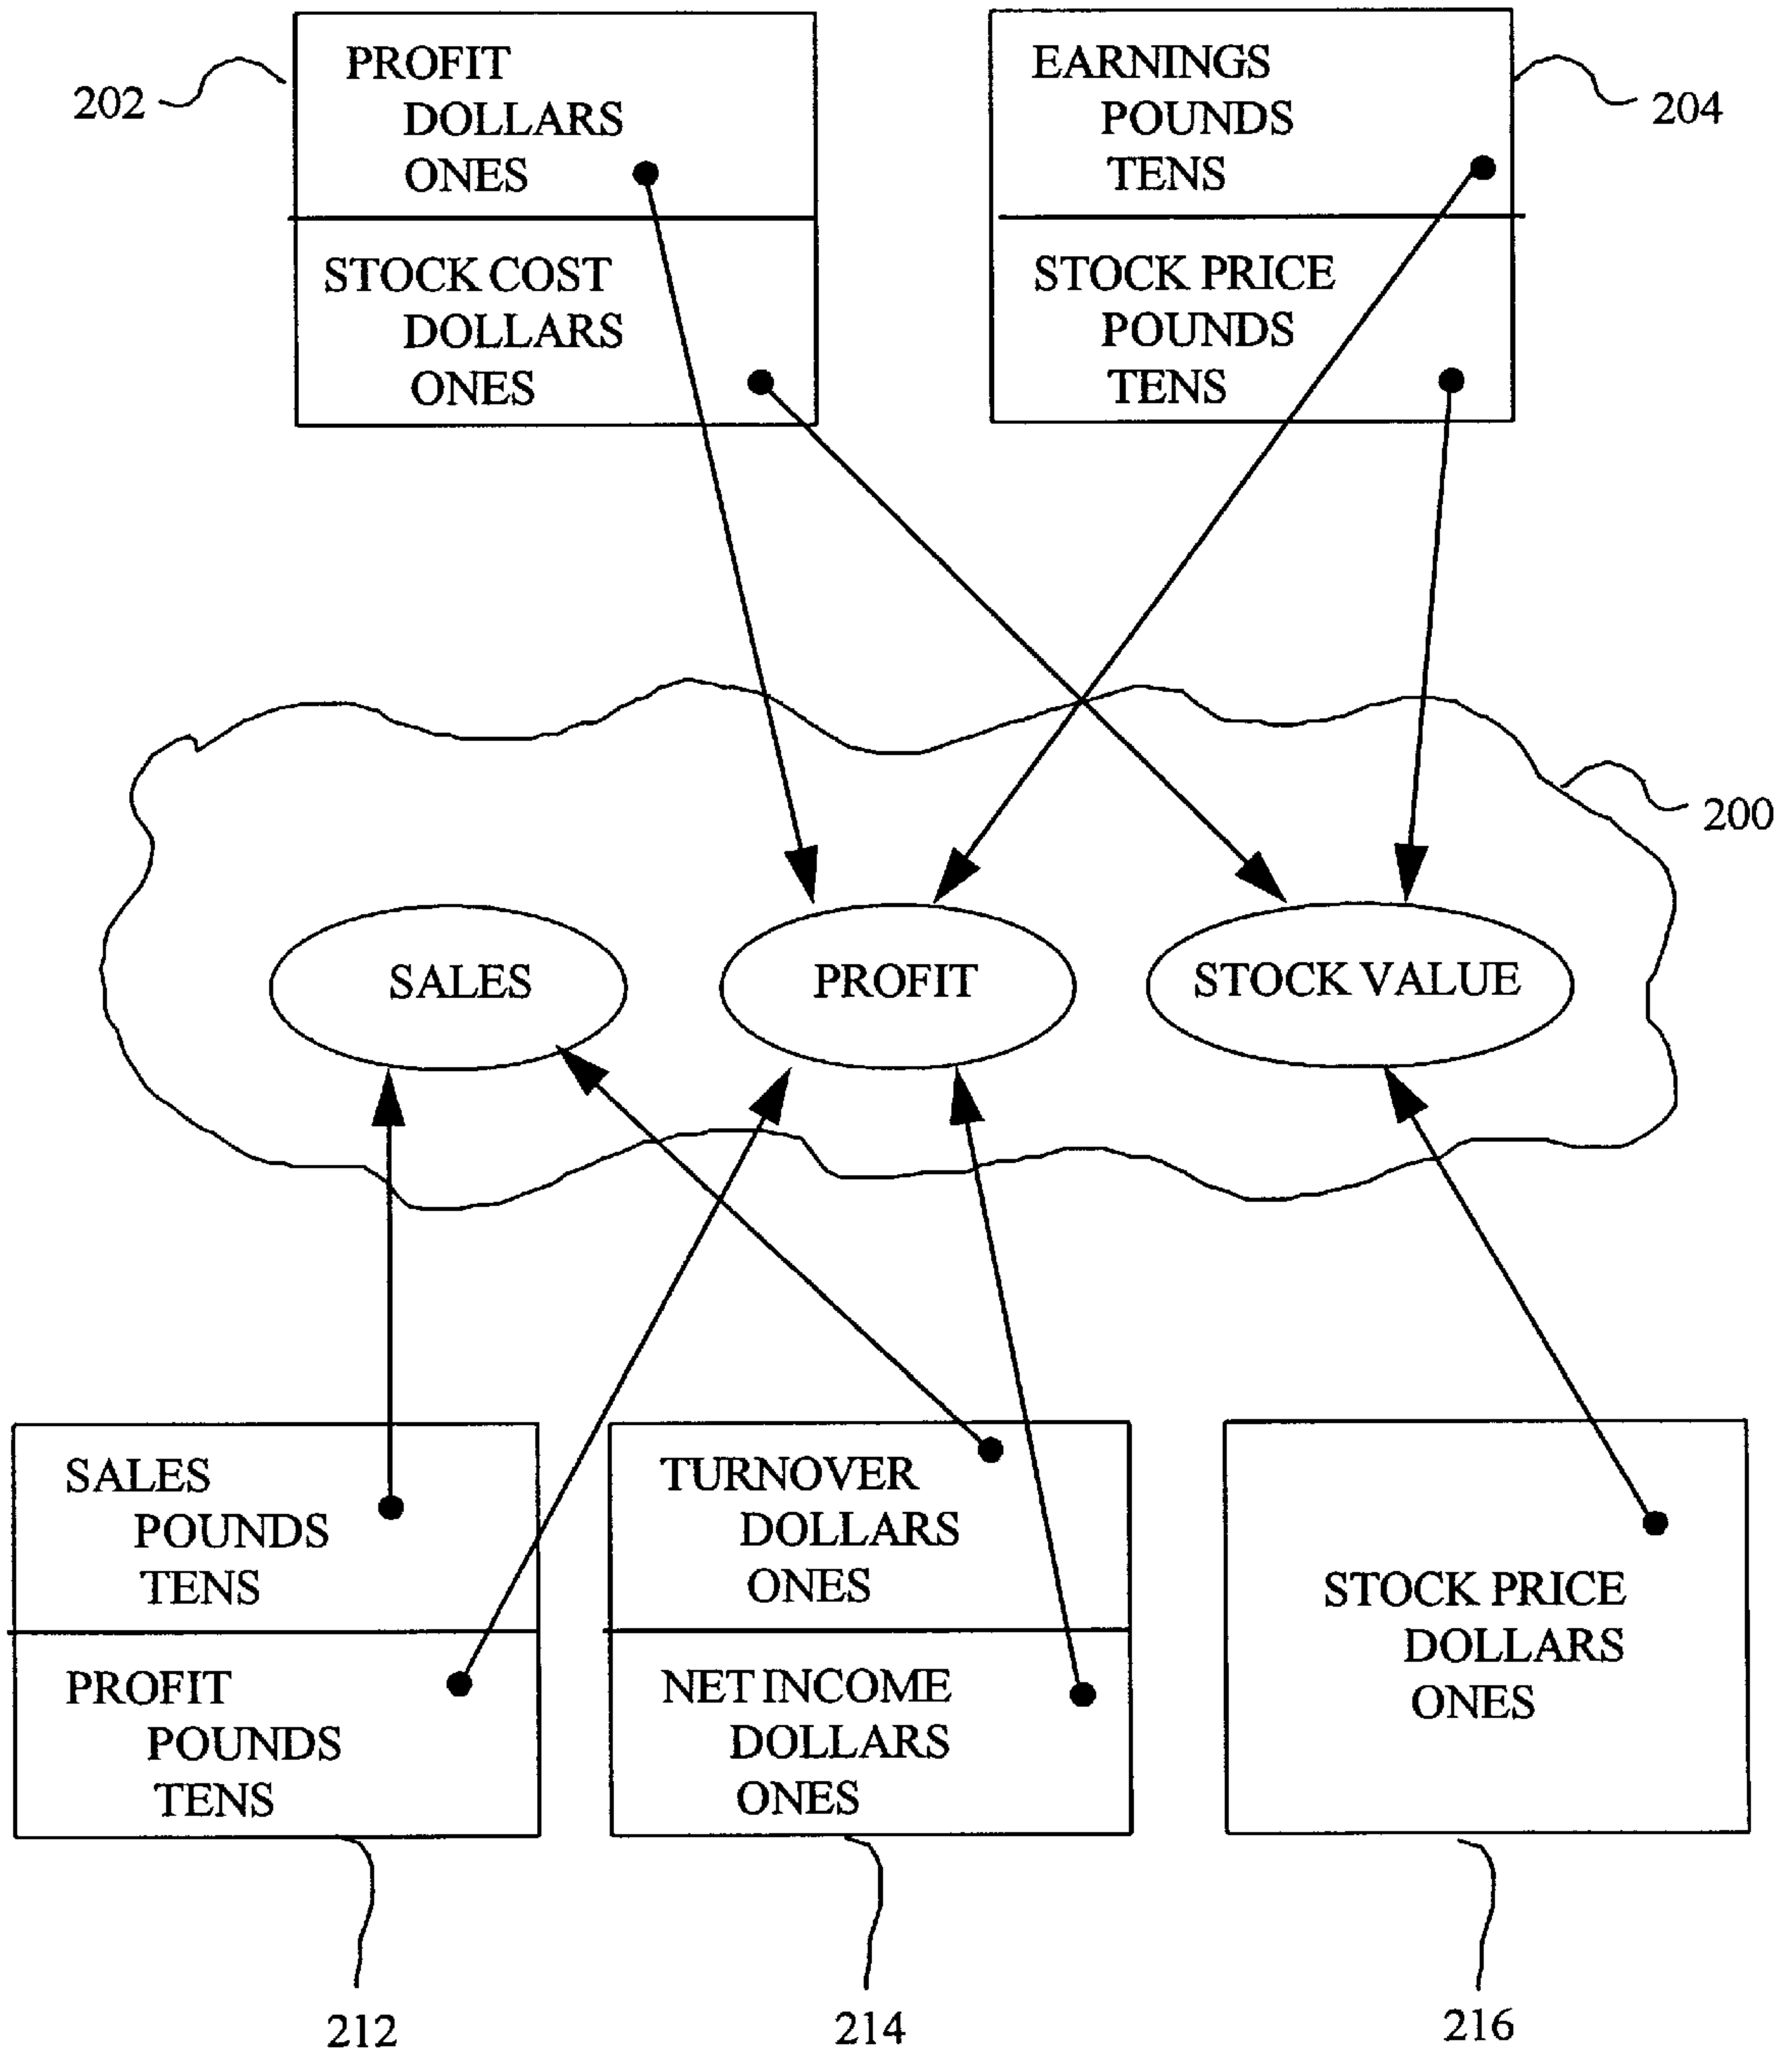 PROFIT
DOLLARS
ONES
STOCK COST
DOLLARS
ONES
202
EARNINGS
POUNDS
TENS
STOCK PRICE
POUNDS
TENS
204
200
SALES
PROFIT
STOCK VALUE
SALES
POUNDS
TENS
PROFIT
POUNDS
TENS
TURNOVER
DOLLARS
ONES
NET INCOME
DOLLARS
ONES
STOCK PRICE
DOLLARS
ONES
212
214
216